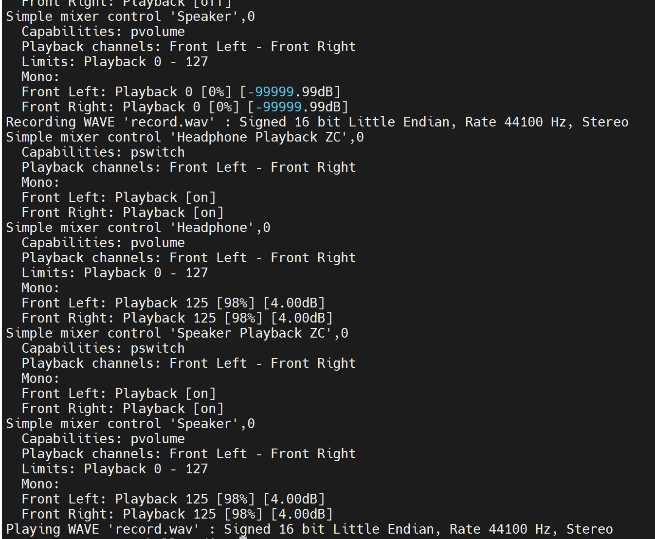 Front Right: Playback [off]
Simple mixer control 'Speaker',0
Capabilities: pvolume
Playback channels: Front Left - Front Right
Limits: Playback 0 - 127
Mono:
Front Left: Playback 0 [0%] [-99999.99dB]
Front Right: Playback 0 [0%] [-99999.99dB]
Recording WAVE 'record.wav' : Signed 16 bit Little Endian, Rate 44100 Hz, Stereo
Simple mixer control 'Headphone Playback ZC',0
Capabilities: pswitch
Playback channels: Front Left - Front Right
Mono:
Front Left: Playback [on]
Front Right: Playback [on]
Simple mixer control 'Headphone',0
Capabilities: pvolume
Playback channels: Front Left - Front Right
Limits: Playback 0 - 127
Mono:
Front Left: Playback 125 [98%] [4.00dB]
Front Right: Playback 125 [98%] [4.00dB]
Simple mixer control 'Speaker Playback ZC',0
Capabilities: pswitch
Playback channels: Front Left - Front Right
Mono:
Front Left: Playback [on]
Front Right: Playback [on]
Simple mixer control 'Speaker',0
Capabilities: pvolume
Playback channels: Front Left - Front Right
Limits: Playback 0 - 127
Mono:
Front Left: Playback 125 [98%] [4.00dB]
Front Right: Playback 125 [98%] [4.00dB]
Playing WAVE 'record.wav' : Signed 16 bit Little Endian, Rate 44100 Hz, Stereo